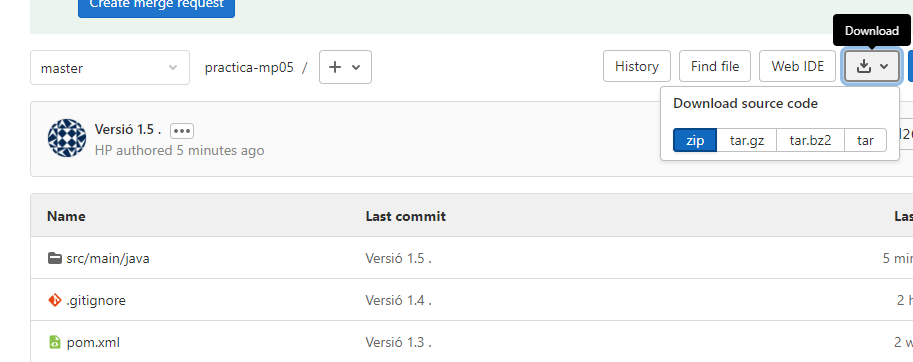 Create merge request
Download
master
practica-mp05 /
History
Find file
Web IDE
Download source code
zip
tar.gz
tar.bz2
tar
Versió 1.5 .
HP authored 5 minutes ago
Name
Last commit
src/main/java
Versió 1.5 .
5 min
.gitignore
Versió 1.4 .
2 h
pom.xml
Versió 1.3 .
2 w